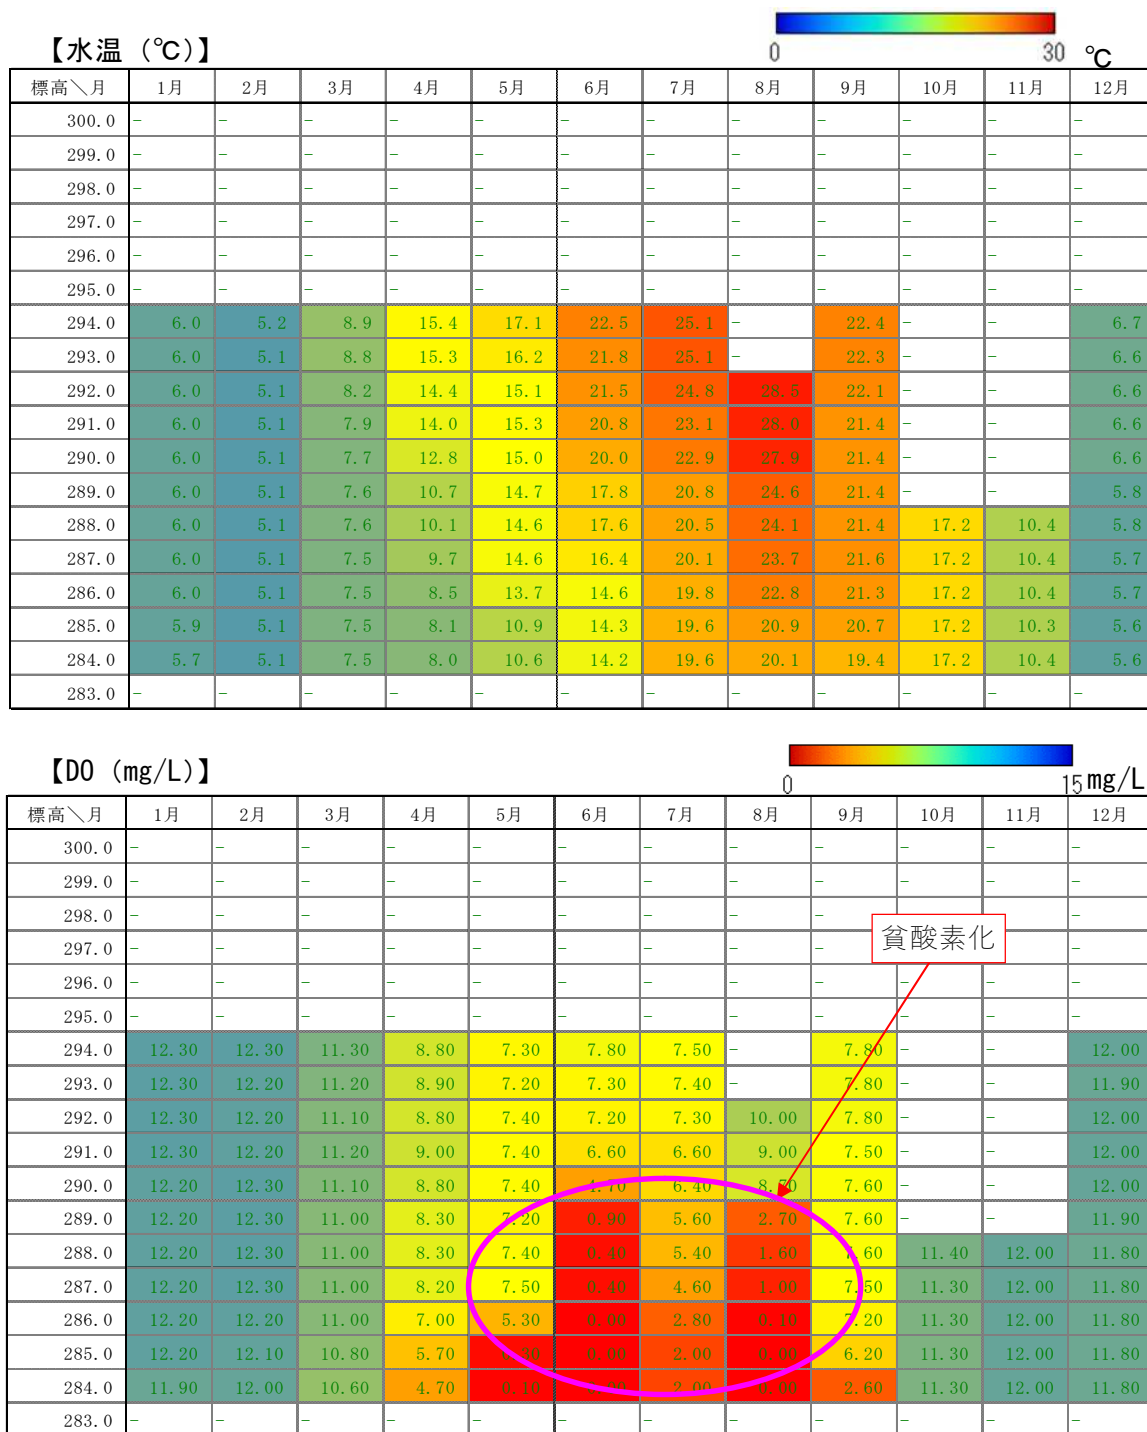 【水温 (℃)】
0 30 ℃
標高＼月 1月 2月 3月 4月 5月 6月 7月 8月 9月 10月 11月 12月
300.0 - - - - - - - - - - - -
299.0 - - - - - - - - - - - -
298.0 - - - - - - - - - - - -
297.0 - - - - - - - - - - - -
296.0 - - - - - - - - - - - -
295.0 - - - - - - - - - - - -
294.0 6.0 5.2 8.9 15.4 17.1 22.5 25.1 - 22.4 - - 6.7
293.0 6.0 5.1 8.8 15.3 16.2 21.8 25.1 - 22.3 - - 6.6
292.0 6.0 5.1 8.2 14.4 15.1 21.5 24.8 28.5 22.1 - - 6.6
291.0 6.0 5.1 7.9 14.0 15.3 20.8 23.1 28.0 21.4 - - 6.6
290.0 6.0 5.1 7.7 12.8 15.0 20.0 22.9 27.9 21.4 - - 6.6
289.0 6.0 5.1 7.6 10.7 14.7 17.8 20.8 24.6 21.4 - - 5.8
288.0 6.0 5.1 7.6 10.1 14.6 17.6 20.5 24.1 21.4 17.2 10.4 5.8
287.0 6.0 5.1 7.5 9.7 14.6 16.4 20.1 23.7 21.6 17.2 10.4 5.7
286.0 6.0 5.1 7.5 8.5 13.7 14.6 19.8 22.8 21.3 17.2 10.4 5.7
285.0 5.9 5.1 7.5 8.1 10.9 14.3 19.6 20.9 20.7 17.2 10.3 5.6
284.0 5.7 5.1 7.5 8.0 10.6 14.2 19.6 20.1 19.4 17.2 10.4 5.6
283.0 - - - - - - - - - - - -
【DO (mg/L)】
0 15 mg/L
標高＼月 1月 2月 3月 4月 5月 6月 7月 8月 9月 10月 11月 12月
300.0 - - - - - - - - - - - -
299.0 - - - - - - - - - - - -
298.0 - - - - - - - - - - -
貧酸素化
297.0 - - - - - - - - - -
296.0 - - - - - - - - - - - -
295.0 - - - - - - - - - - - -
294.0 12.30 12.30 11.30 8.80 7.30 7.80 7.50 - 7.80 - - 12.00
293.0 12.30 12.20 11.20 8.90 7.20 7.30 7.40 - 7.80 - - 11.90
292.0 12.30 12.20 11.10 8.80 7.40 7.20 7.30 10.00 7.80 - - 12.00
291.0 12.30 12.20 11.20 9.00 7.40 6.60 6.60 9.00 7.50 - - 12.00
290.0 12.20 12.30 11.10 8.80 7.40 4.70 6.40 8.70 7.60 - - 12.00
289.0 12.20 12.30 11.00 8.30 7.20 0.90 5.60 2.70 7.60 - - 11.90
288.0 12.20 12.30 11.00 8.30 7.40 0.40 5.40 1.60 7.60 11.40 12.00 11.80
287.0 12.20 12.30 11.00 8.20 7.50 0.40 4.60 1.00 7.50 11.30 12.00 11.80
286.0 12.20 12.20 11.00 7.00 5.30 0.00 2.80 0.10 7.20 11.30 12.00 11.80
285.0 12.20 12.10 10.80 5.70 0.00 2.00 0.00 6.20 11.30 12.00 11.80
284.0 11.90 12.00 10.60 4.70 0.10 2.00 0.00 2.60 11.30 12.00 11.80
283.0 - - - - - - - - - - - -